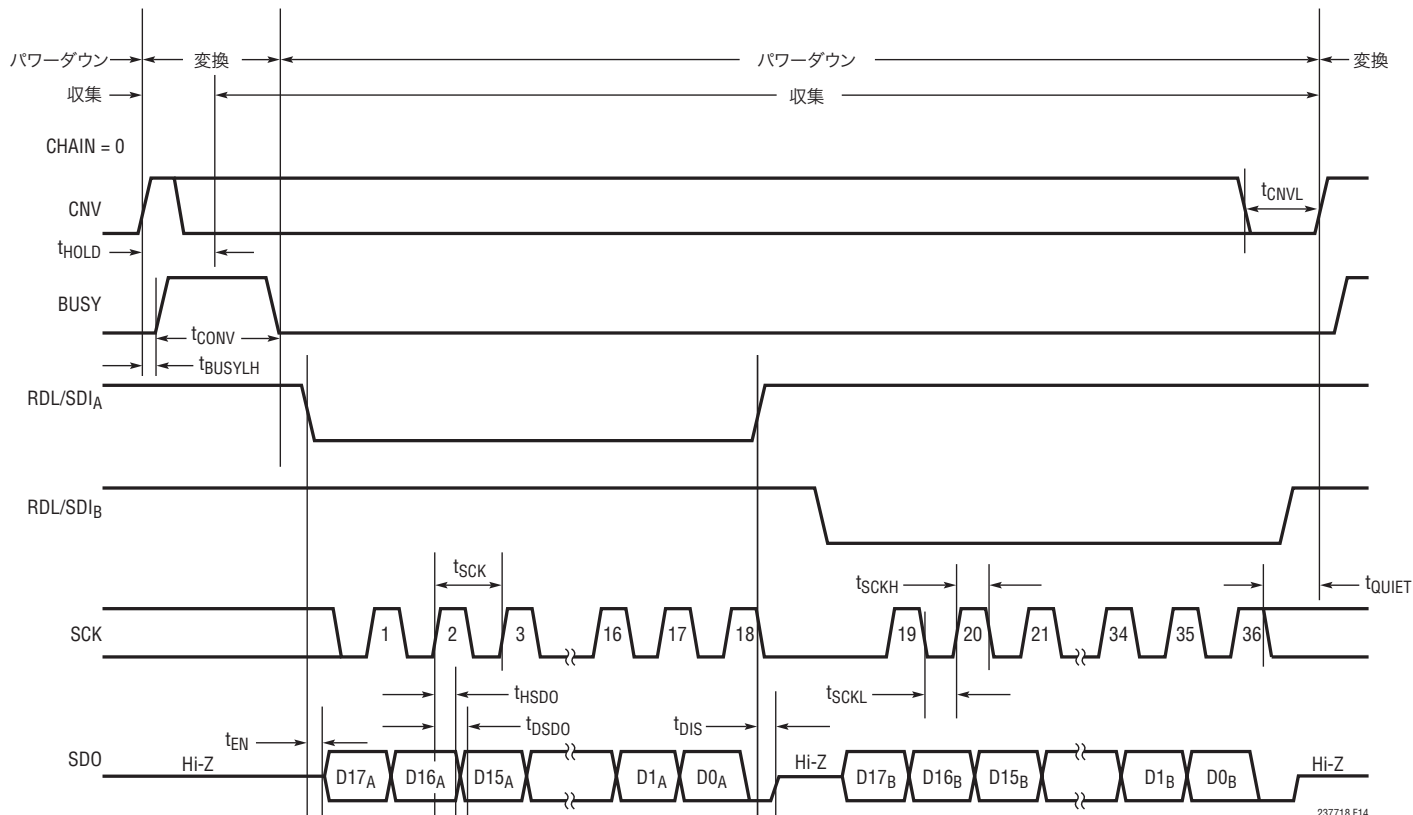 パワーダウン 変換 パワーダウン 変換
収集 収集
CHAIN = 0
CNV tCNVL
tHOLD
BUSY
tCONV
tBUSYLH
RDL/SDIA
RDL/SDIB
tSCK tSCKH tQUIET
SCK 1 2 3 16 17 18 19 20 21 34 35 36
tHSDO tSCKL
tDSDO tDIS
tEN
SDO Hi-Z D17A D16A D15A D1A D0A Hi-Z D17B D16B D15B D1B D0B Hi-Z
237718 F14